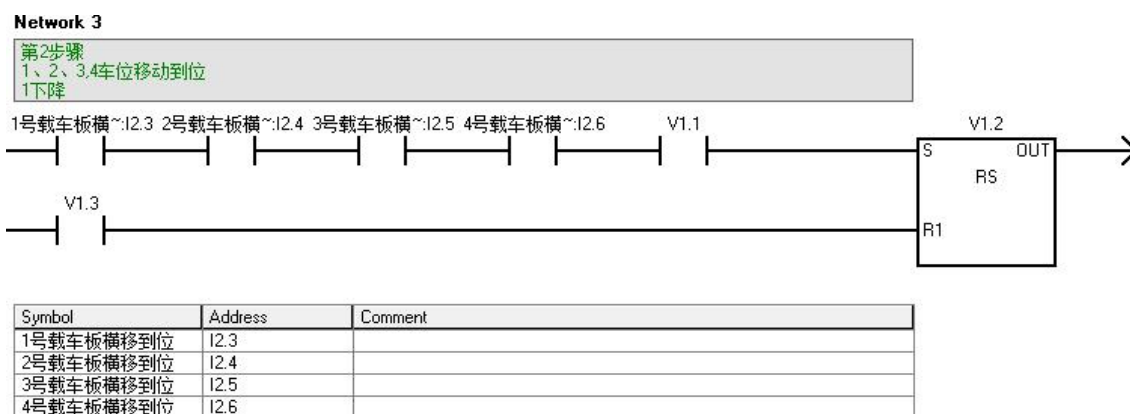 Network 3
第2步骤
1、2、3,4车位移动到位
1下降
1号载车板横~:I2.3 2号载车板横~:I2.4 3号载车板横~:I2.5 4号载车板横~:I2.6 V1.1 V1.2
S OUT
RS
V1.3
R1
Symbol Address Comment
1号载车板横移到位 I2.3
2号载车板横移到位 I2.4
3号载车板横移到位 I2.5
4号载车板横移到位 I2.6